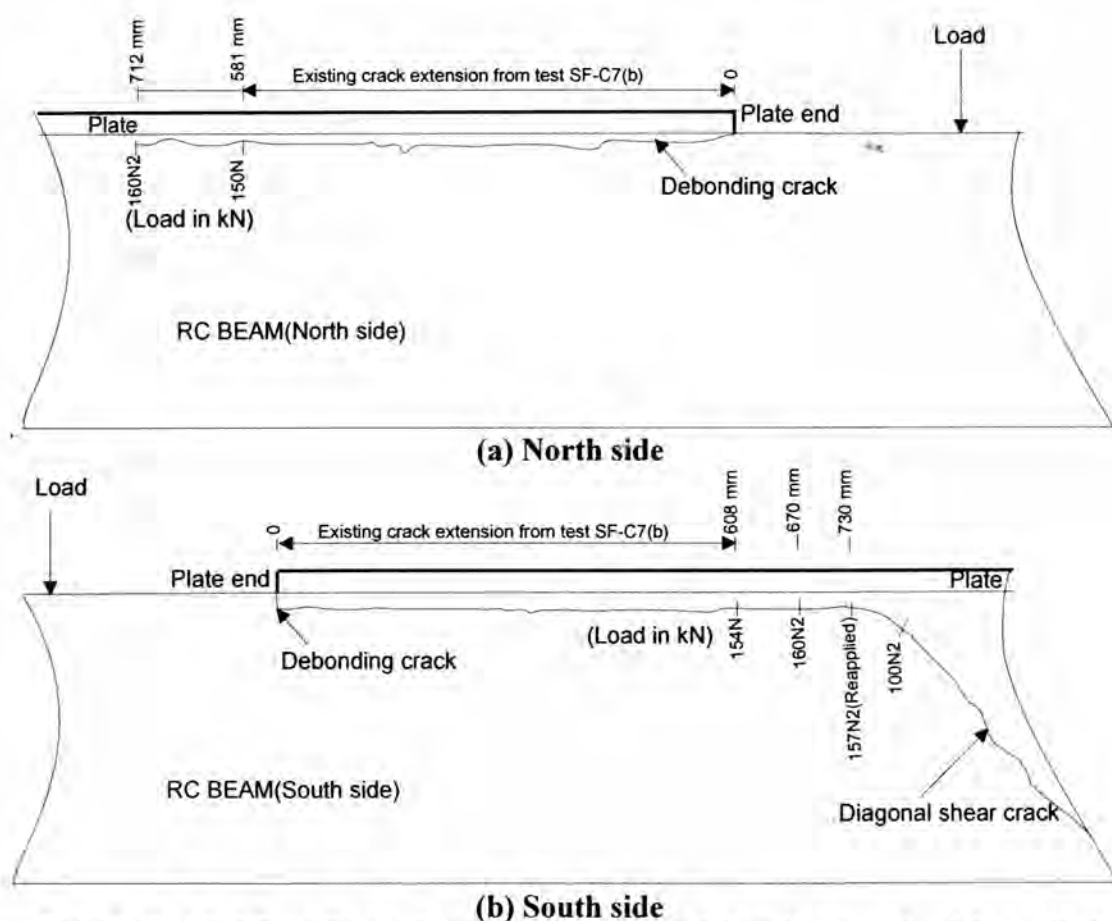 712 mm
581 mm
Existing crack extension from test SF-C7(b)
0
Load
Plate
Plate end
160N2
150N
Debonding crack
(Load in kN)
RC BEAM(North side)
(a) North side
Load
0
Existing crack extension from test SF-C7(b)
608 mm
670 mm
730 mm
Plate end
Plate
Debonding crack
(Load in kN)
154N
160N2
157N2(Reapplied)
100N2
RC BEAM(South side)
Diagonal shear crack
(b) South side